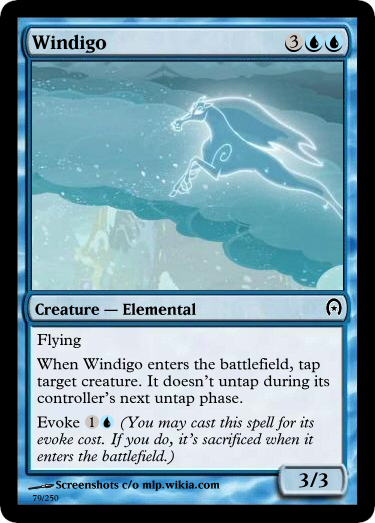 Windigo 3
Creature — Elemental
Flying
When Windigo enters the battlefield, tap
target creature. It doesn't untap during its
controller's next untap phase.
Evoke 1 (You may cast this spell for its
evoke cost. If you do, it's sacrificed when it
enters the battlefield.)
3/3
Screenshots c/o mlp.wikia.com
79/250